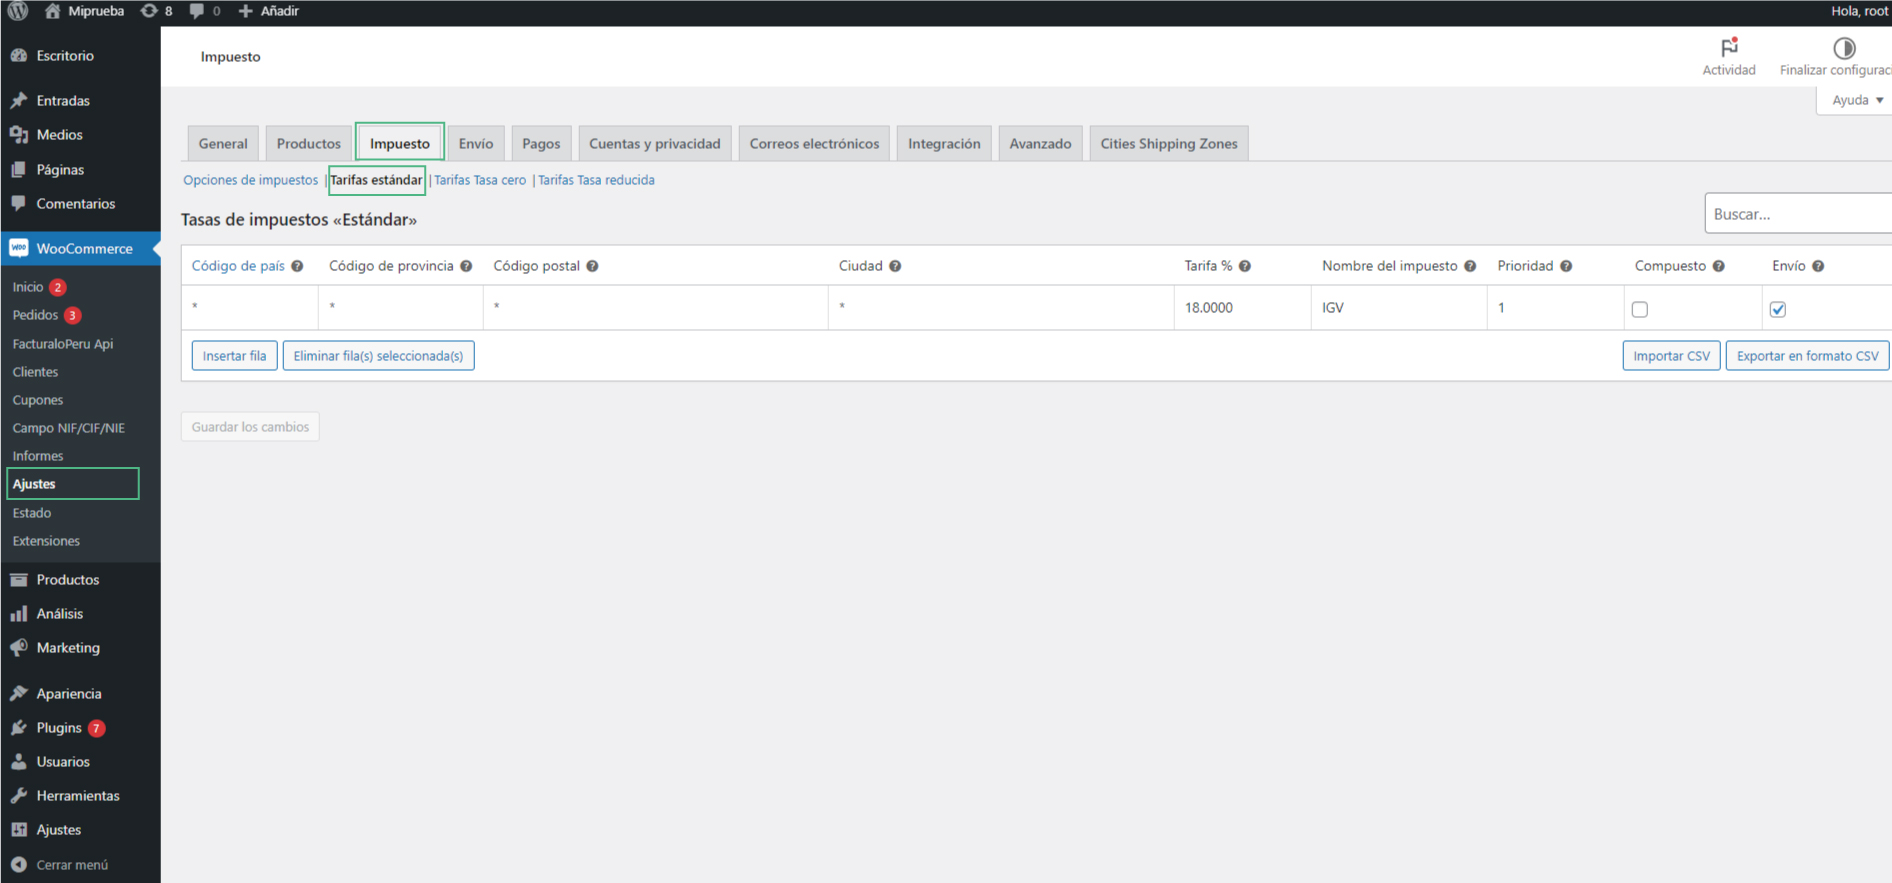 Miprueba 8 0 Añadir Hola, root
Escritorio
Entradas
Medios
Páginas
Comentarios
WooCommerce
Inicio 2
Pedidos 3
FacturaloPeru Api
Clientes
Cupones
Campo NIF/CIF/NIE
Informes
Ajustes
Estado
Extensiones
Productos
Análisis
Marketing
Apariencia
Plugins 7
Usuarios
Herramientas
Ajustes
Cerrar menú
Impuesto
Actividad
Finalizar configuraci
Ayuda
General Productos Impuesto Envío Pagos Cuentas y privacidad Correos electrónicos Integración Avanzado Cities Shipping Zones
Opciones de impuestos | Tarifas estándar | Tarifas Tasa cero | Tarifas Tasa reducida
Tasas de impuestos «Estándar»
Buscar...
Código de país Código de provincia Código postal Ciudad Tarifa % Nombre del impuesto Prioridad Compuesto Envío
* * * * 18.0000 IGV 1
Insertar fila Eliminar fila(s) seleccionada(s) Importar CSV Exportar en formato CSV
Guardar los cambios